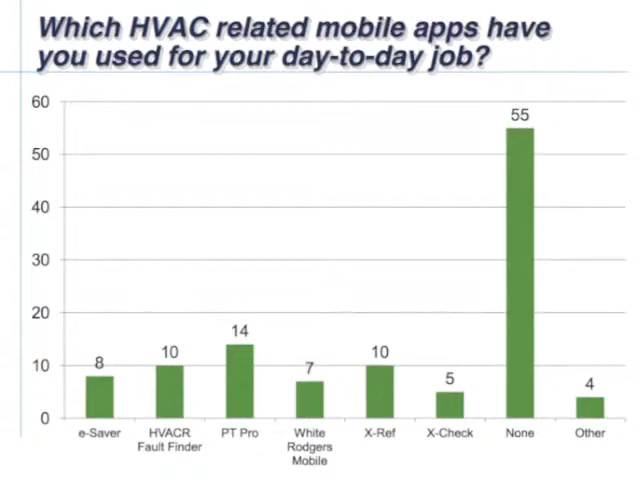 Which HVAC related mobile apps have
you used for your day-to-day job?
60
50
40
30
20
10
0
8
10
14
7
10
5
55
4
e-Saver
HVACR
Fault Finder
PT Pro
White
Rodgers
Mobile
X-Ref
X-Check
None
Other